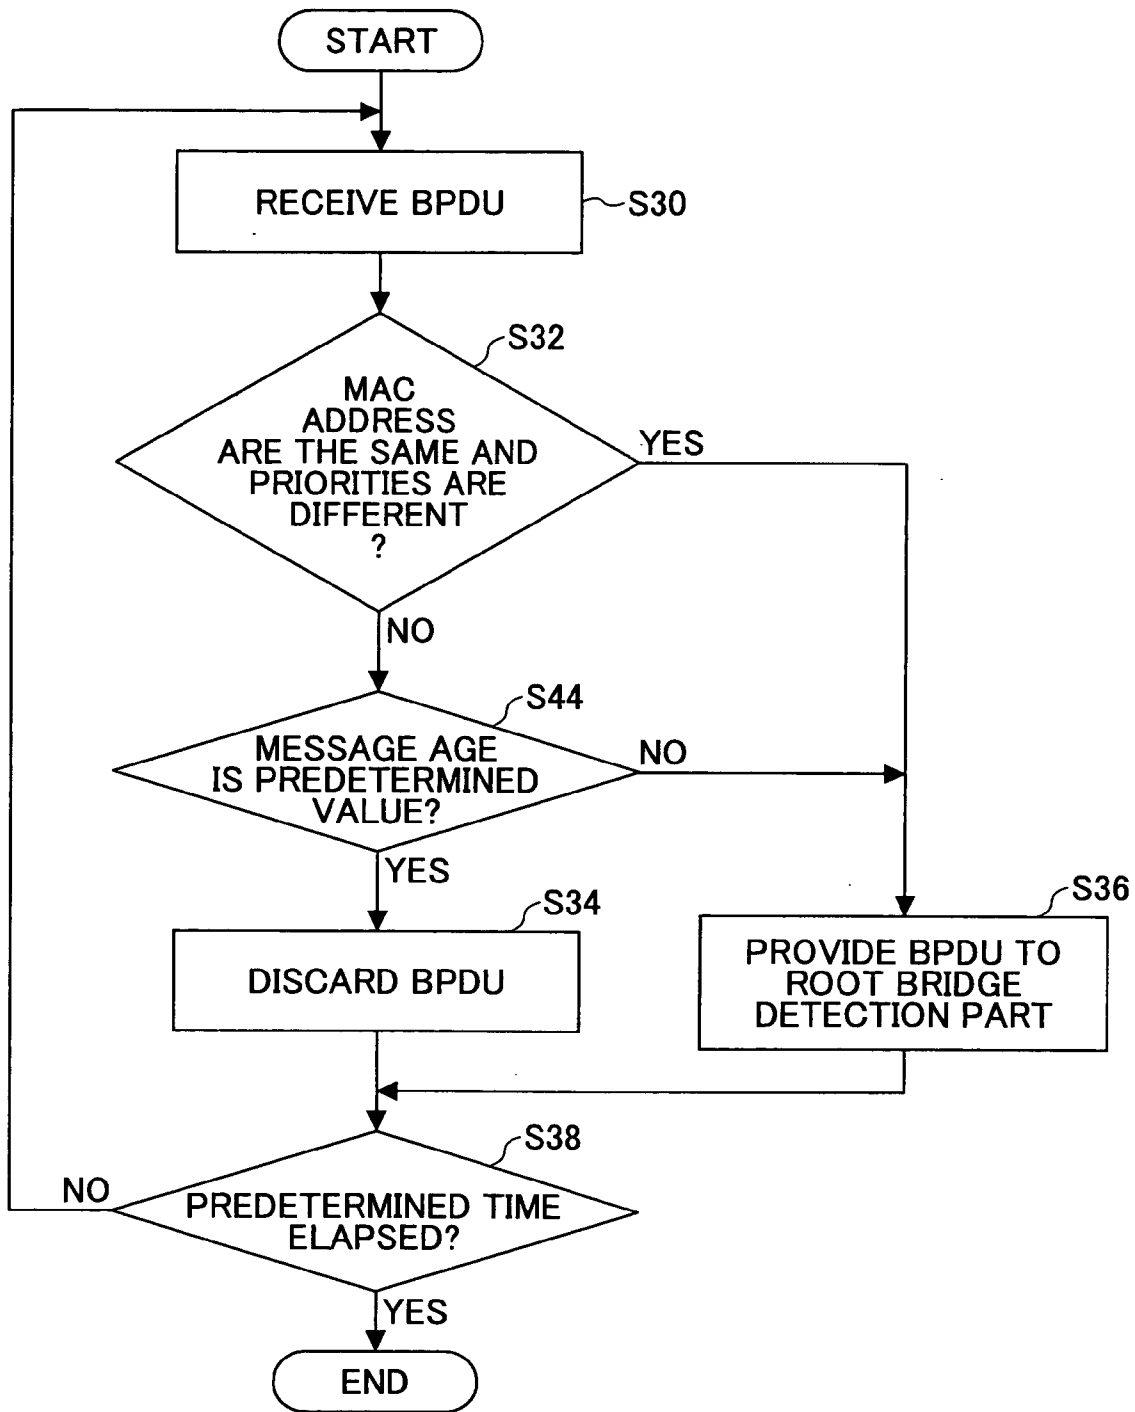 START
RECEIVE BPDU
S30
S32
MAC
ADDRESS
ARE THE SAME AND
PRIORITIES ARE
DIFFERENT
?
YES
NO
S44
MESSAGE AGE
IS PREDETERMINED
VALUE?
NO
YES
S34
DISCARD BPDU
S36
PROVIDE BPDU TO
ROOT BRIDGE
DETECTION PART
S38
PREDETERMINED TIME
ELAPSED?
NO
YES
END